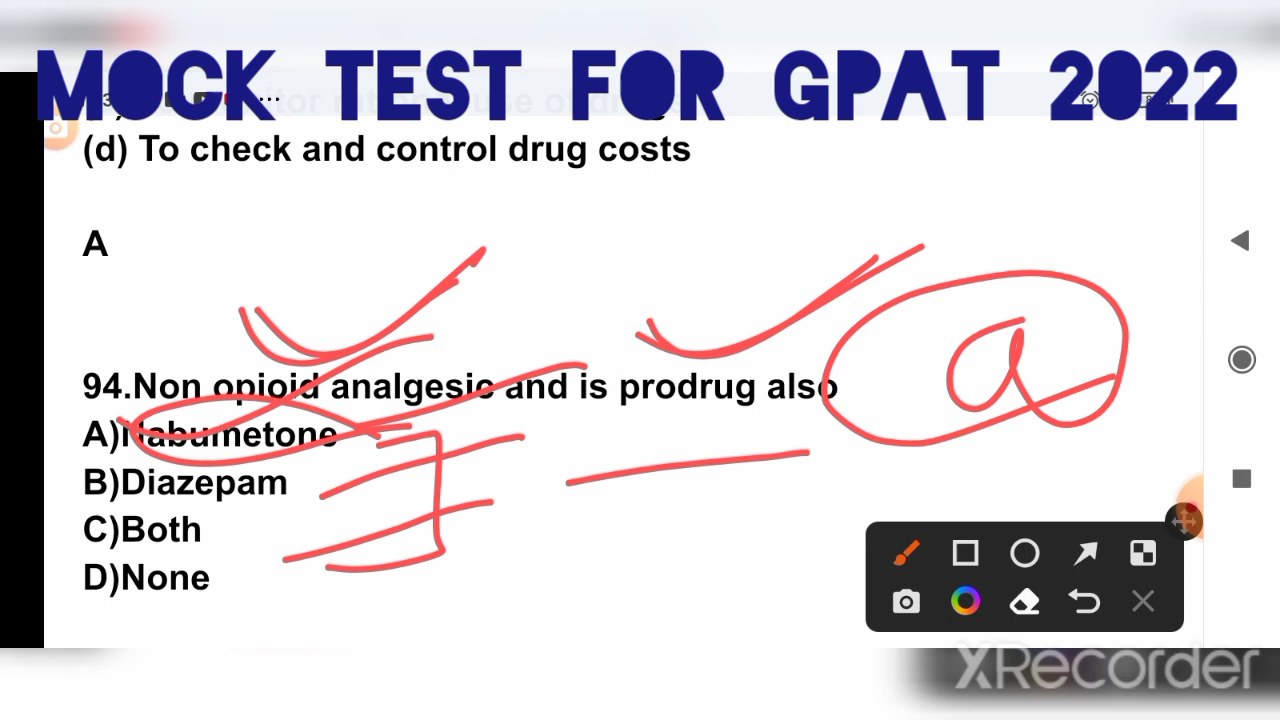 MOCK TEST FOR GPAT 2022
(d) To check and control drug costs
A
a
94.Non opioid analgesic and is prodrug also
A)Nabumetone
B)Diazepam
C)Both
D)None
XRecorder